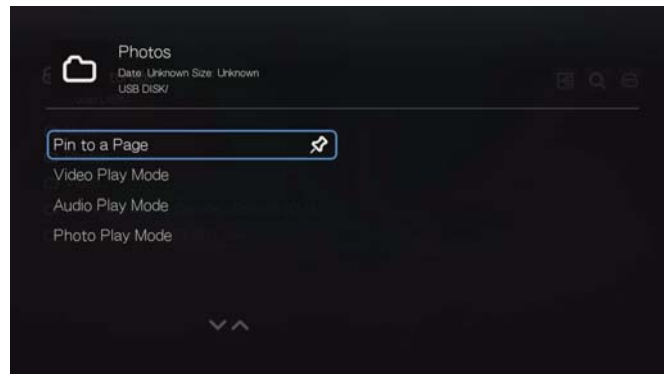 Photos
Date: Unknown Size: Unknown
USB DISK/
Pin to a Page
Video Play Mode
Audio Play Mode
Photo Play Mode